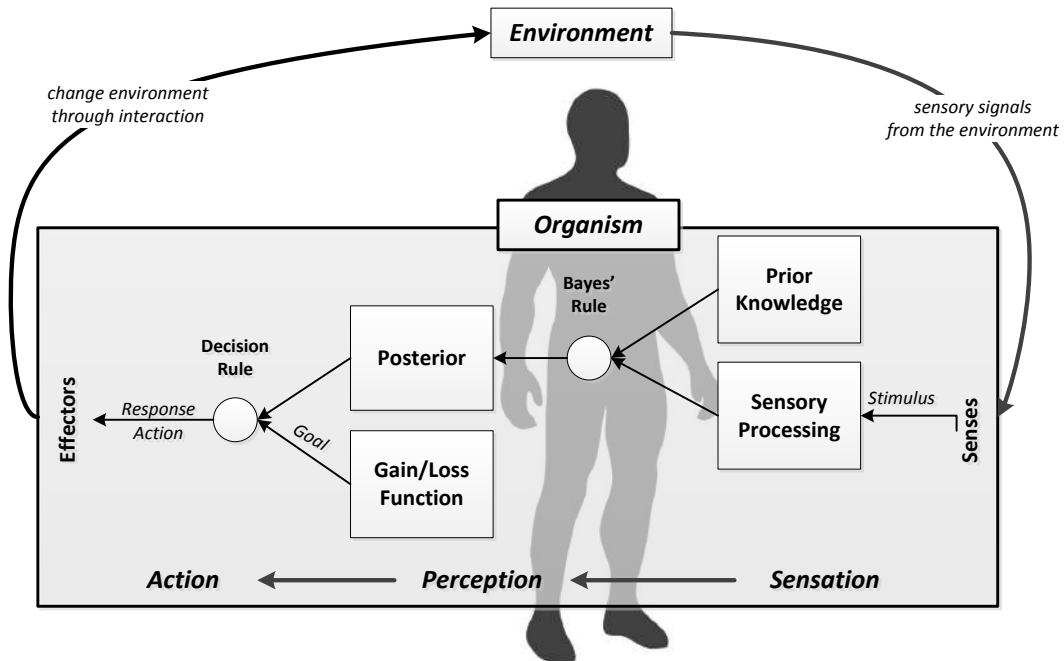 Environment
change environment
through interaction
sensory signals
from the environment
Organism
Bayes'
Rule
Prior
Knowledge
Decision
Rule
Posterior
Effectors
Response
Action
Goal
Gain/Loss
Function
Sensory
Processing
Stimulus
Senses
Action
Perception
Sensation